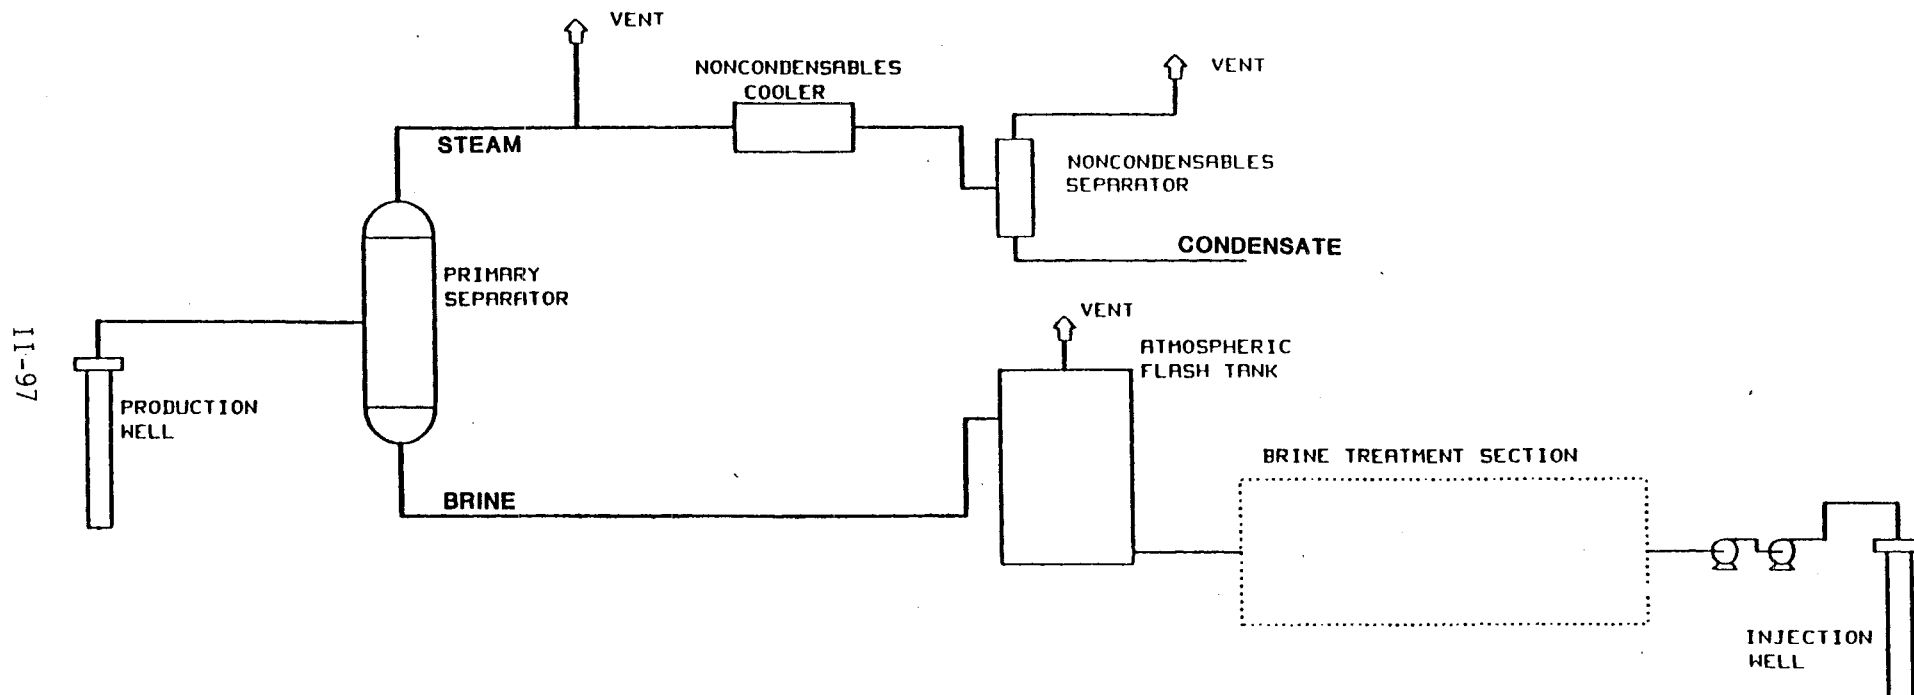 VENT
NONCONDENSABLES
COOLER
VENT
STEAM
NONCONDENSABLES
SEPARATOR
CONDENSATE
PRIMARY
SEPARATOR
VENT
ATMOSPHERIC
FLASH TANK
II-97
PRODUCTION
WELL
BRINE TREATMENT SECTION
BRINE
INJECTION
WELL